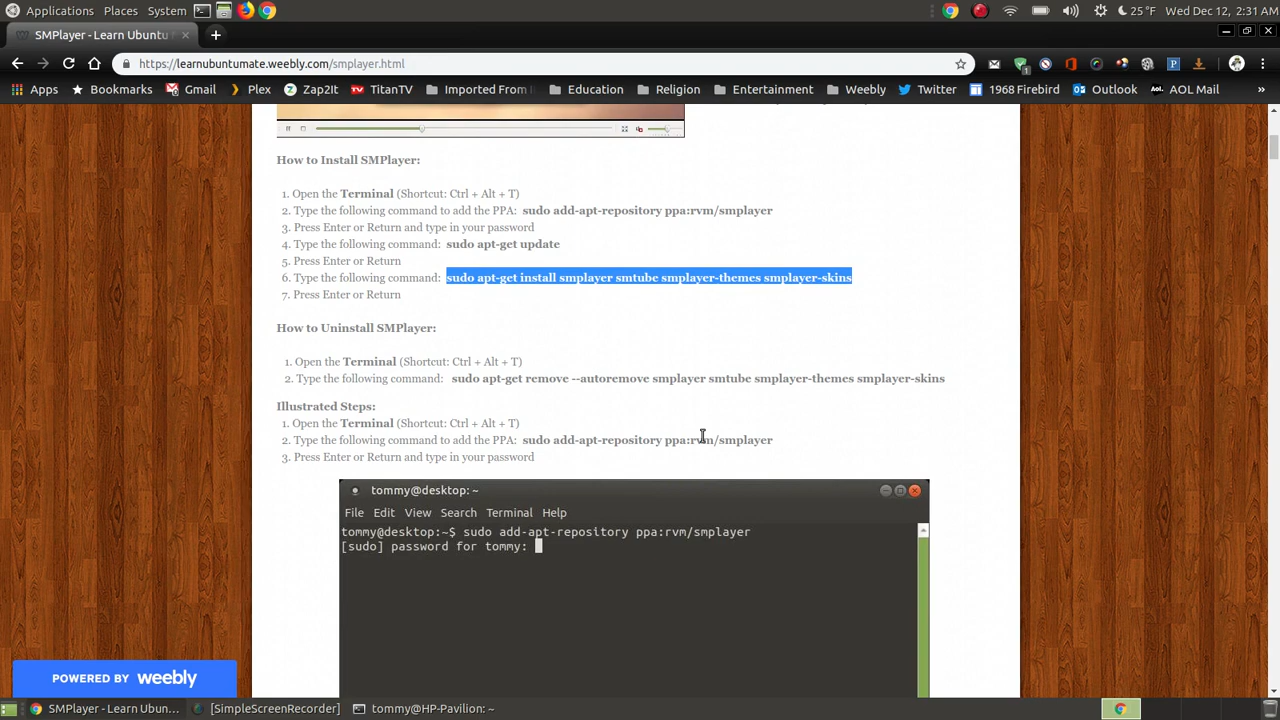 Applications Places System 25 °F Wed Dec 12, 2:31 AM
SMPlayer - Learn Ubuntu
https://learnubuntumate.weebly.com/smplayer.html
Apps Bookmarks Gmail Plex Zap2It TitanTV Imported From I Education Religion Entertainment Weebly Twitter 1968 Firebird Outlook Aol. AOL Mail »
How to Install SMPlayer:
1. Open the Terminal (Shortcut: Ctrl + Alt + T)
2. Type the following command to add the PPA: sudo add-apt-repository ppa:rvm/smplayer
3. Press Enter or Return and type in your password
4. Type the following command: sudo apt-get update
5. Press Enter or Return
6. Type the following command: sudo apt-get install smplayer smtube smplayer-themes smplayer-skins
7. Press Enter or Return
How to Uninstall SMPlayer:
1. Open the Terminal (Shortcut: Ctrl + Alt + T)
2. Type the following command: sudo apt-get remove --autoremove smplayer smtube smplayer-themes smplayer-skins
Illustrated Steps:
1. Open the Terminal (Shortcut: Ctrl + Alt + T)
2. Type the following command to add the PPA: sudo add-apt-repository ppa:rvm/smplayer
3. Press Enter or Return and type in your password
tommy@desktop: ~
File Edit View Search Terminal Help
tommy@desktop:~$ sudo add-apt-repository ppa:rvm/smplayer
[sudo] password for tommy:
POWERED BY weebly
SMPlayer - Learn Ubun... [SimpleScreenRecorder] tommy@HP-Pavilion: ~